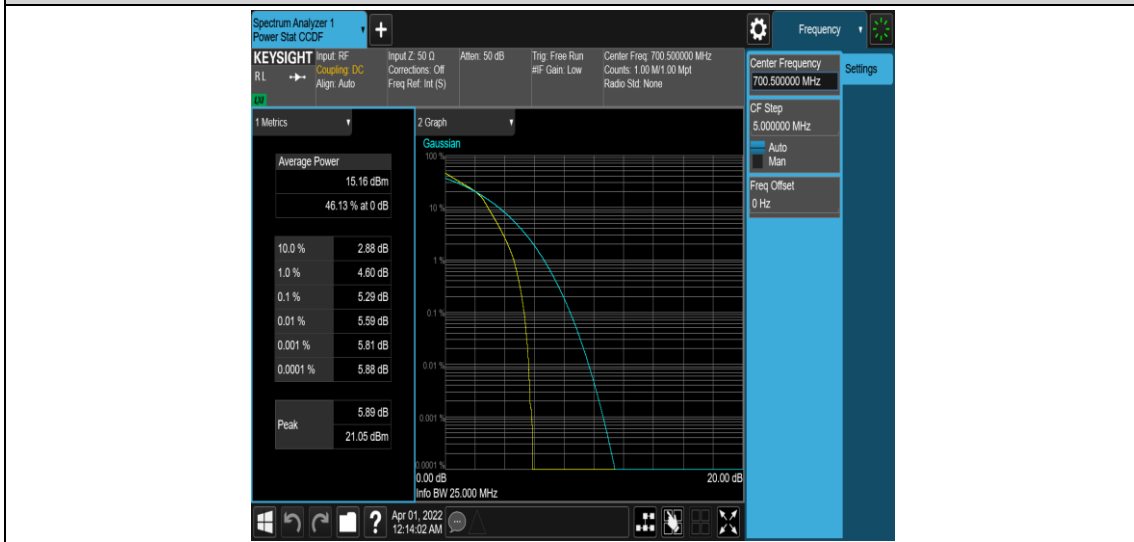 Spectrum Analyzer 1
Power Stat CCDF
+
Frequency
KEYSIGHT
RL
LXI
Input: RF
Coupling: DC
Align: Auto
Input Z: 50 Ω
Corrections: Off
Freq Ref: Int (S)
Atten: 50 dB
Trig: Free Run
#IF Gain: Low
Center Freq: 700.500000 MHz
Counts: 1.00 M/1.00 Mpt
Radio Std: None
Center Frequency
700.500000 MHz
Settings
CF Step
5.000000 MHz
Auto
Man
Freq Offset
0 Hz
1 Metrics
Average Power
15.16 dBm
46.13 % at 0 dB
10.0 % 2.88 dB
1.0 % 4.60 dB
0.1 % 5.29 dB
0.01 % 5.59 dB
0.001 % 5.81 dB
0.0001 % 5.88 dB
Peak
5.89 dB
21.05 dBm
2 Graph
Gaussian
100 %
10 %
1 %
0.1 %
0.01 %
0.001 %
0.0001 %
0.00 dB 20.00 dB
Info BW 25.000 MHz
?
Apr 01, 2022
12:14:02 AM